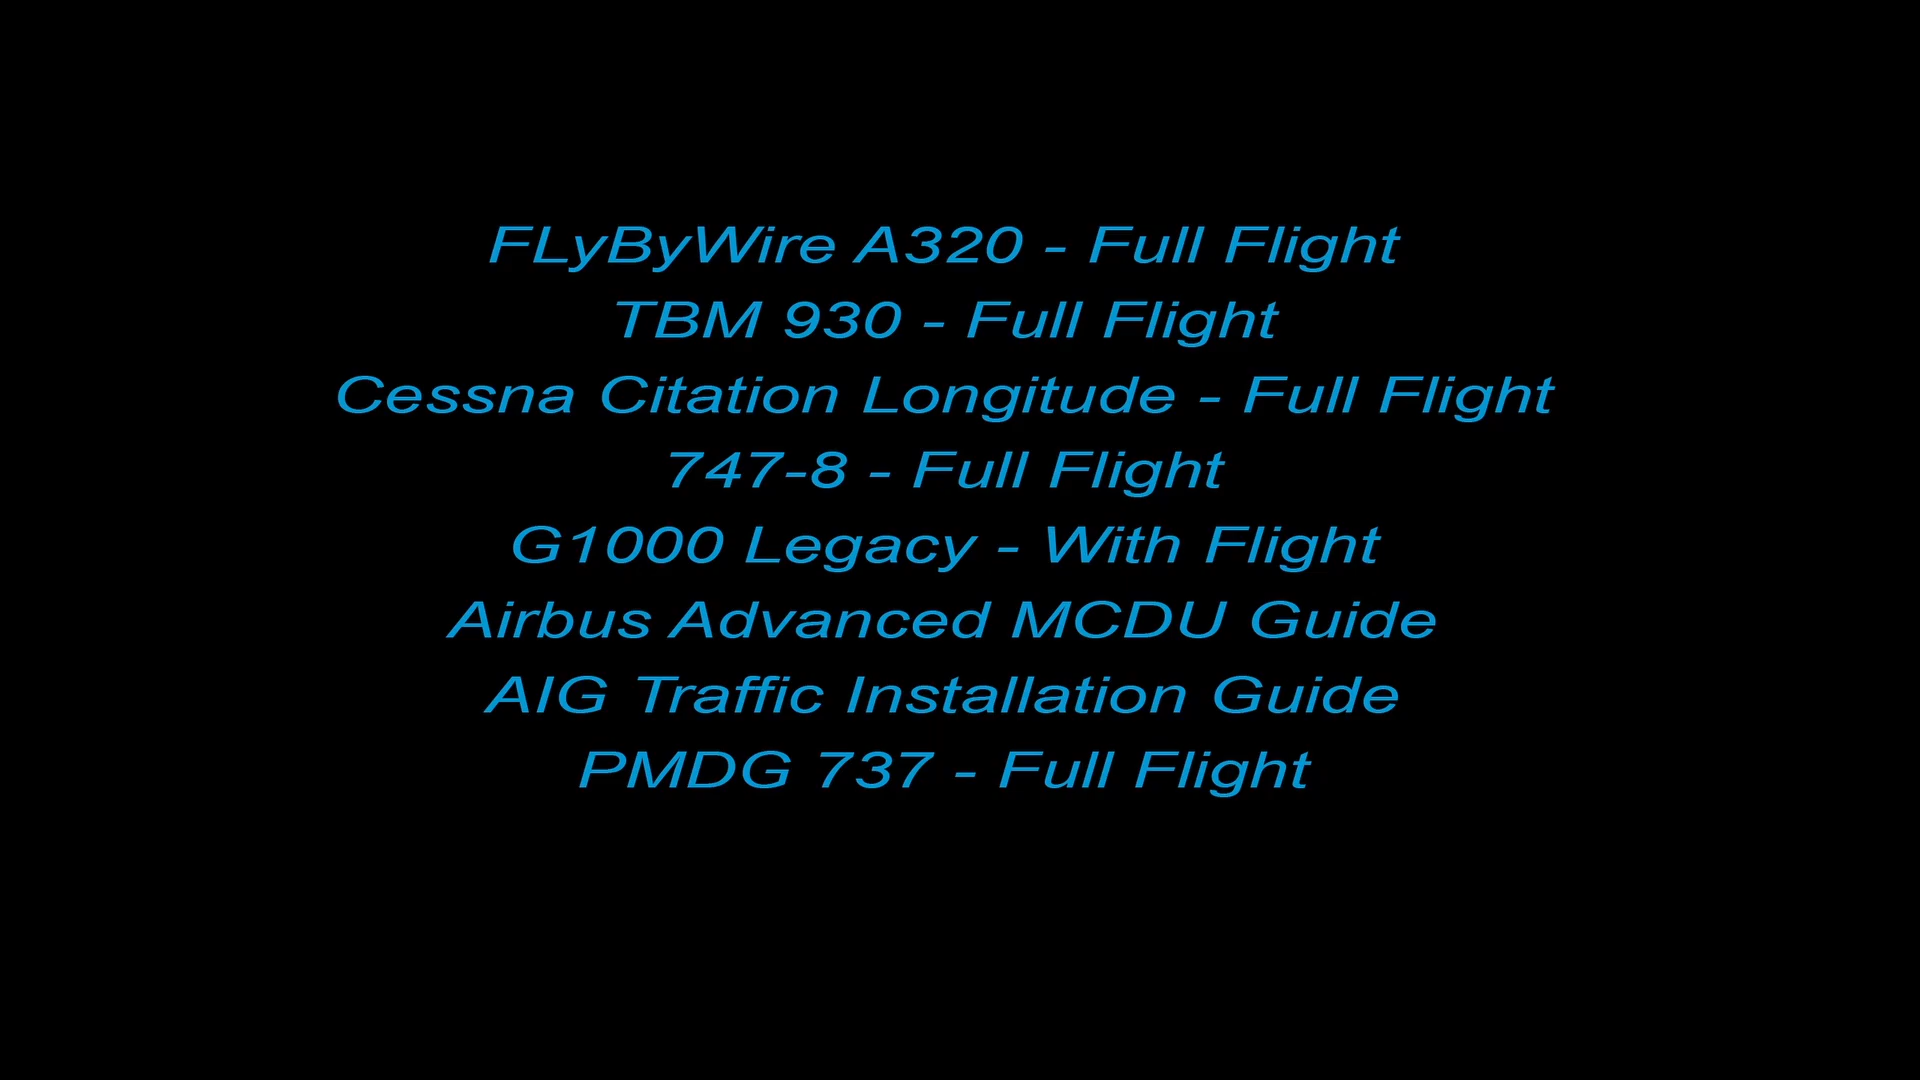 FLyByWire A320 - Full Flight
TBM 930 - Full Flight
Cessna Citation Longitude - Full Flight
747-8 - Full Flight
G1000 Legacy - With Flight
Airbus Advanced MCDU Guide
AIG Traffic Installation Guide
PMDG 737 - Full Flight